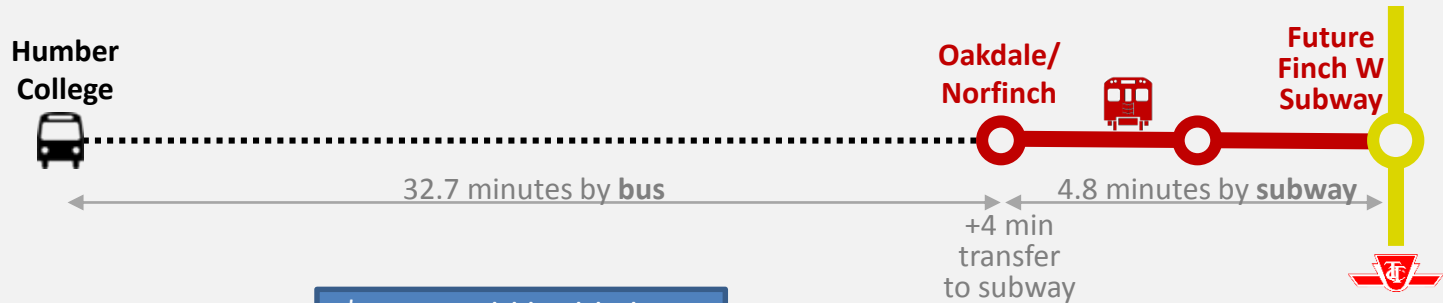 Humber
College
Oakdale/
Norfinch
Future
Finch W
Subway
32.7 minutes by bus
4.8 minutes by subway
+4 min
transfer
to subway
TTC